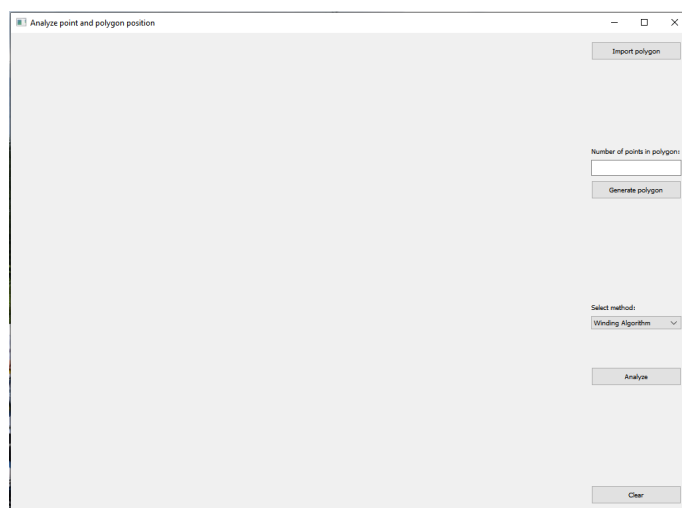 Analyze point and polygon position
Import polygon
Number of points in polygon:
Generate polygon
Select method:
Winding Algorithm
Analyze
Clear